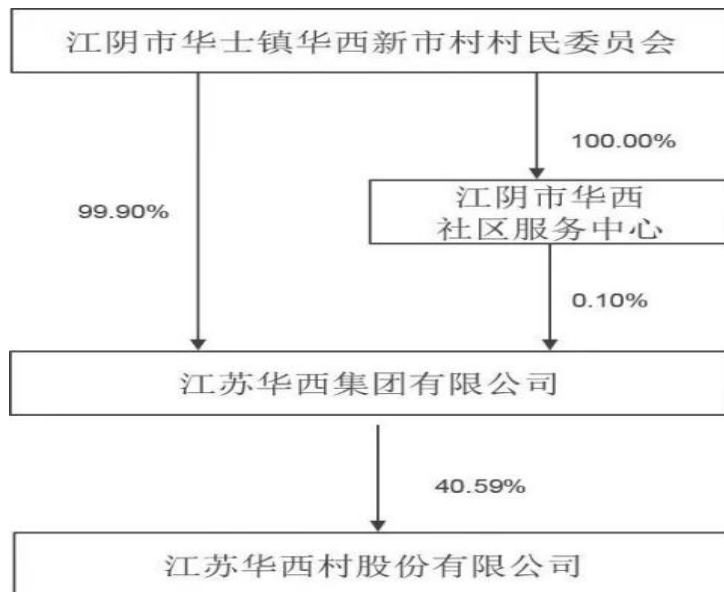 江阴市华士镇华西新市村村民委员会
100.00%
99.90%
江阴市华西
社区服务中心
0.10%
江苏华西集团有限公司
40.59%
江苏华西村股份有限公司